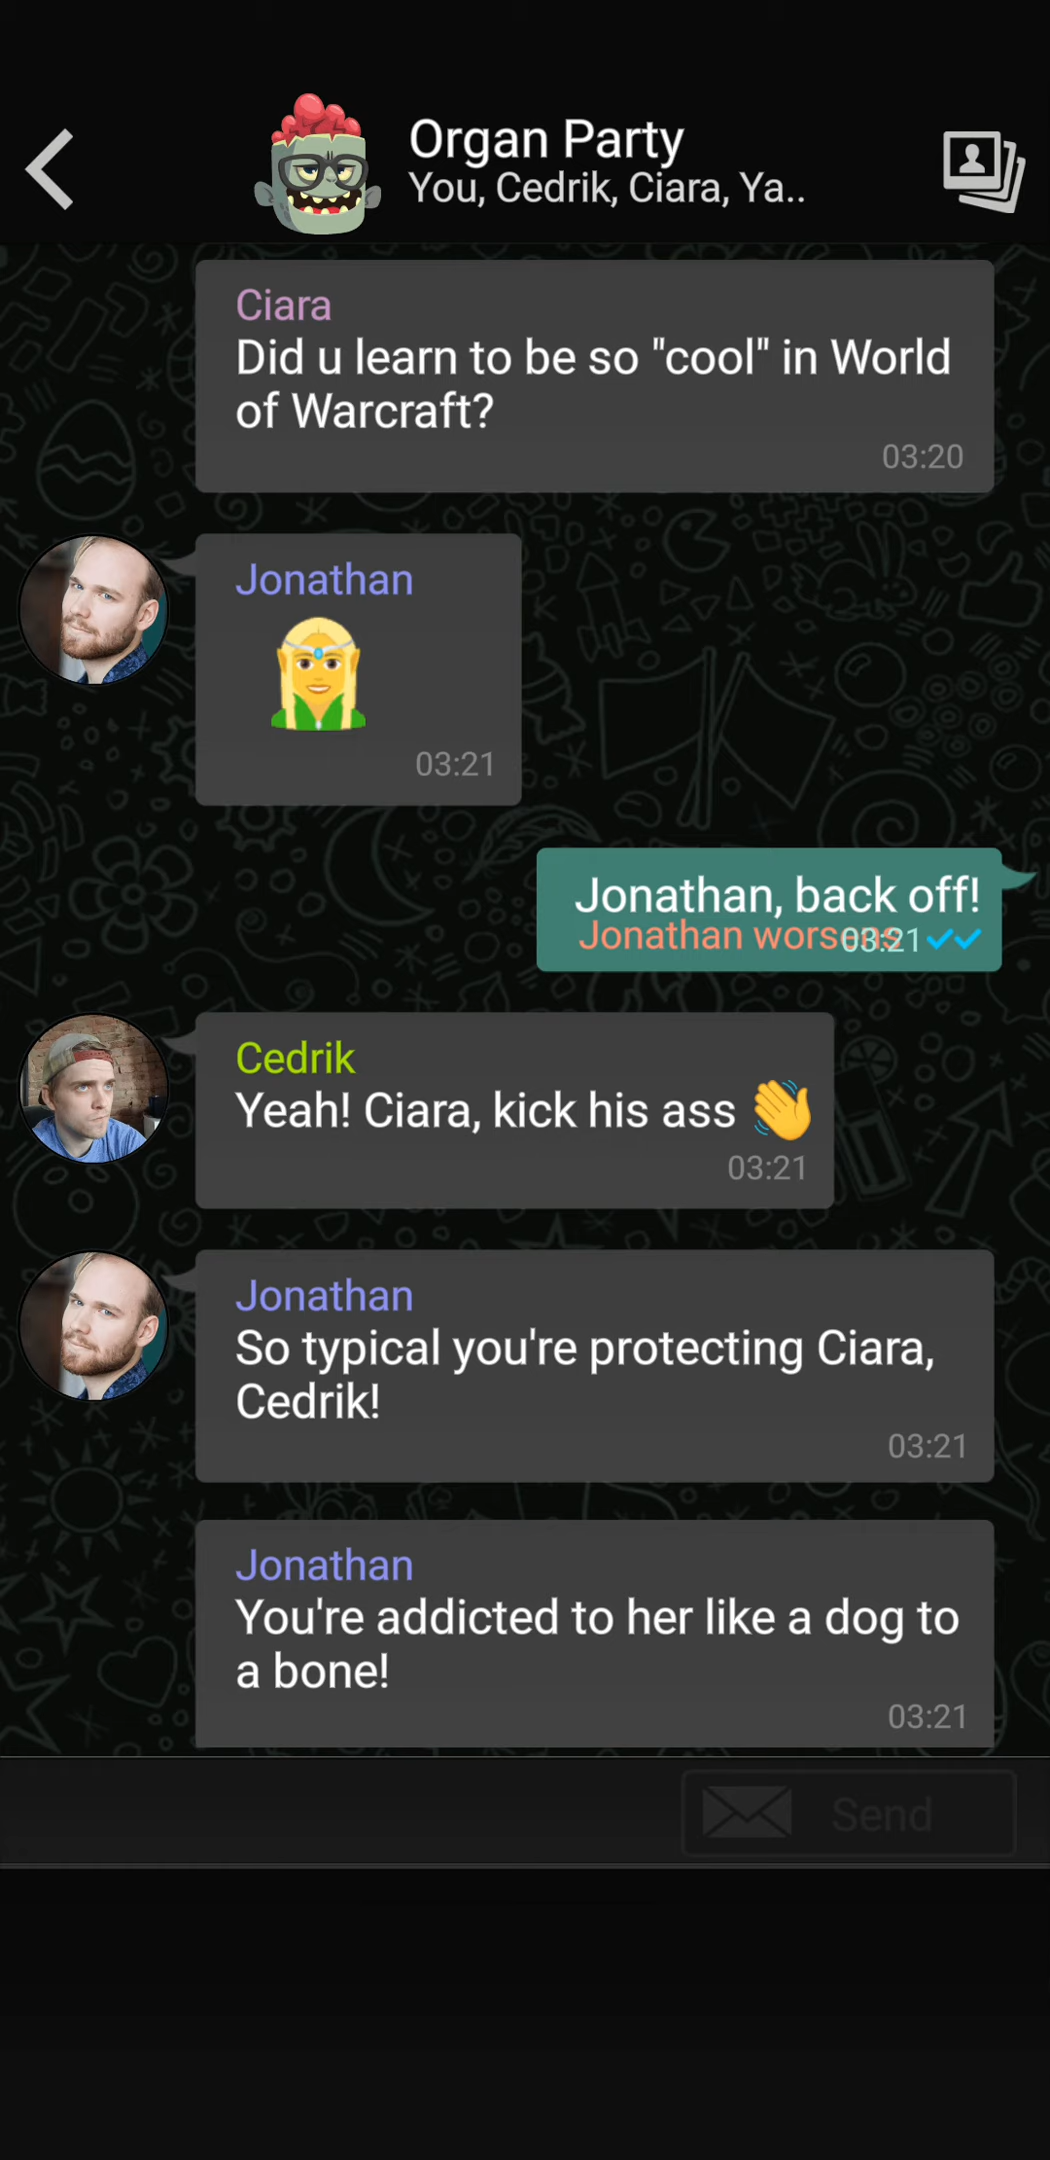 Organ Party
You, Cedrik, Ciara, Ya..
Ciara
Did u learn to be so "cool" in World
of Warcraft?
03:20
Jonathan
03:21
Jonathan, back off!
Jonathan worsens
03:21
Cedrik
Yeah! Ciara, kick his ass 👋
03:21
Jonathan
So typical you're protecting Ciara,
Cedrik!
03:21
Jonathan
You're addicted to her like a dog to
a bone!
03:21
Send